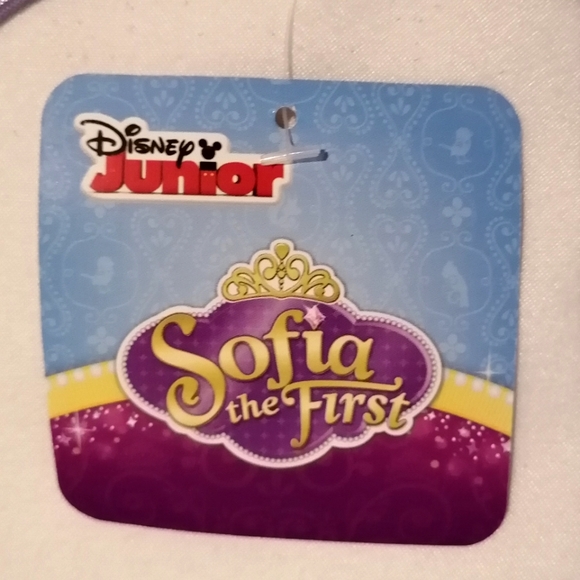 Disney
Junior
Sofia
the First